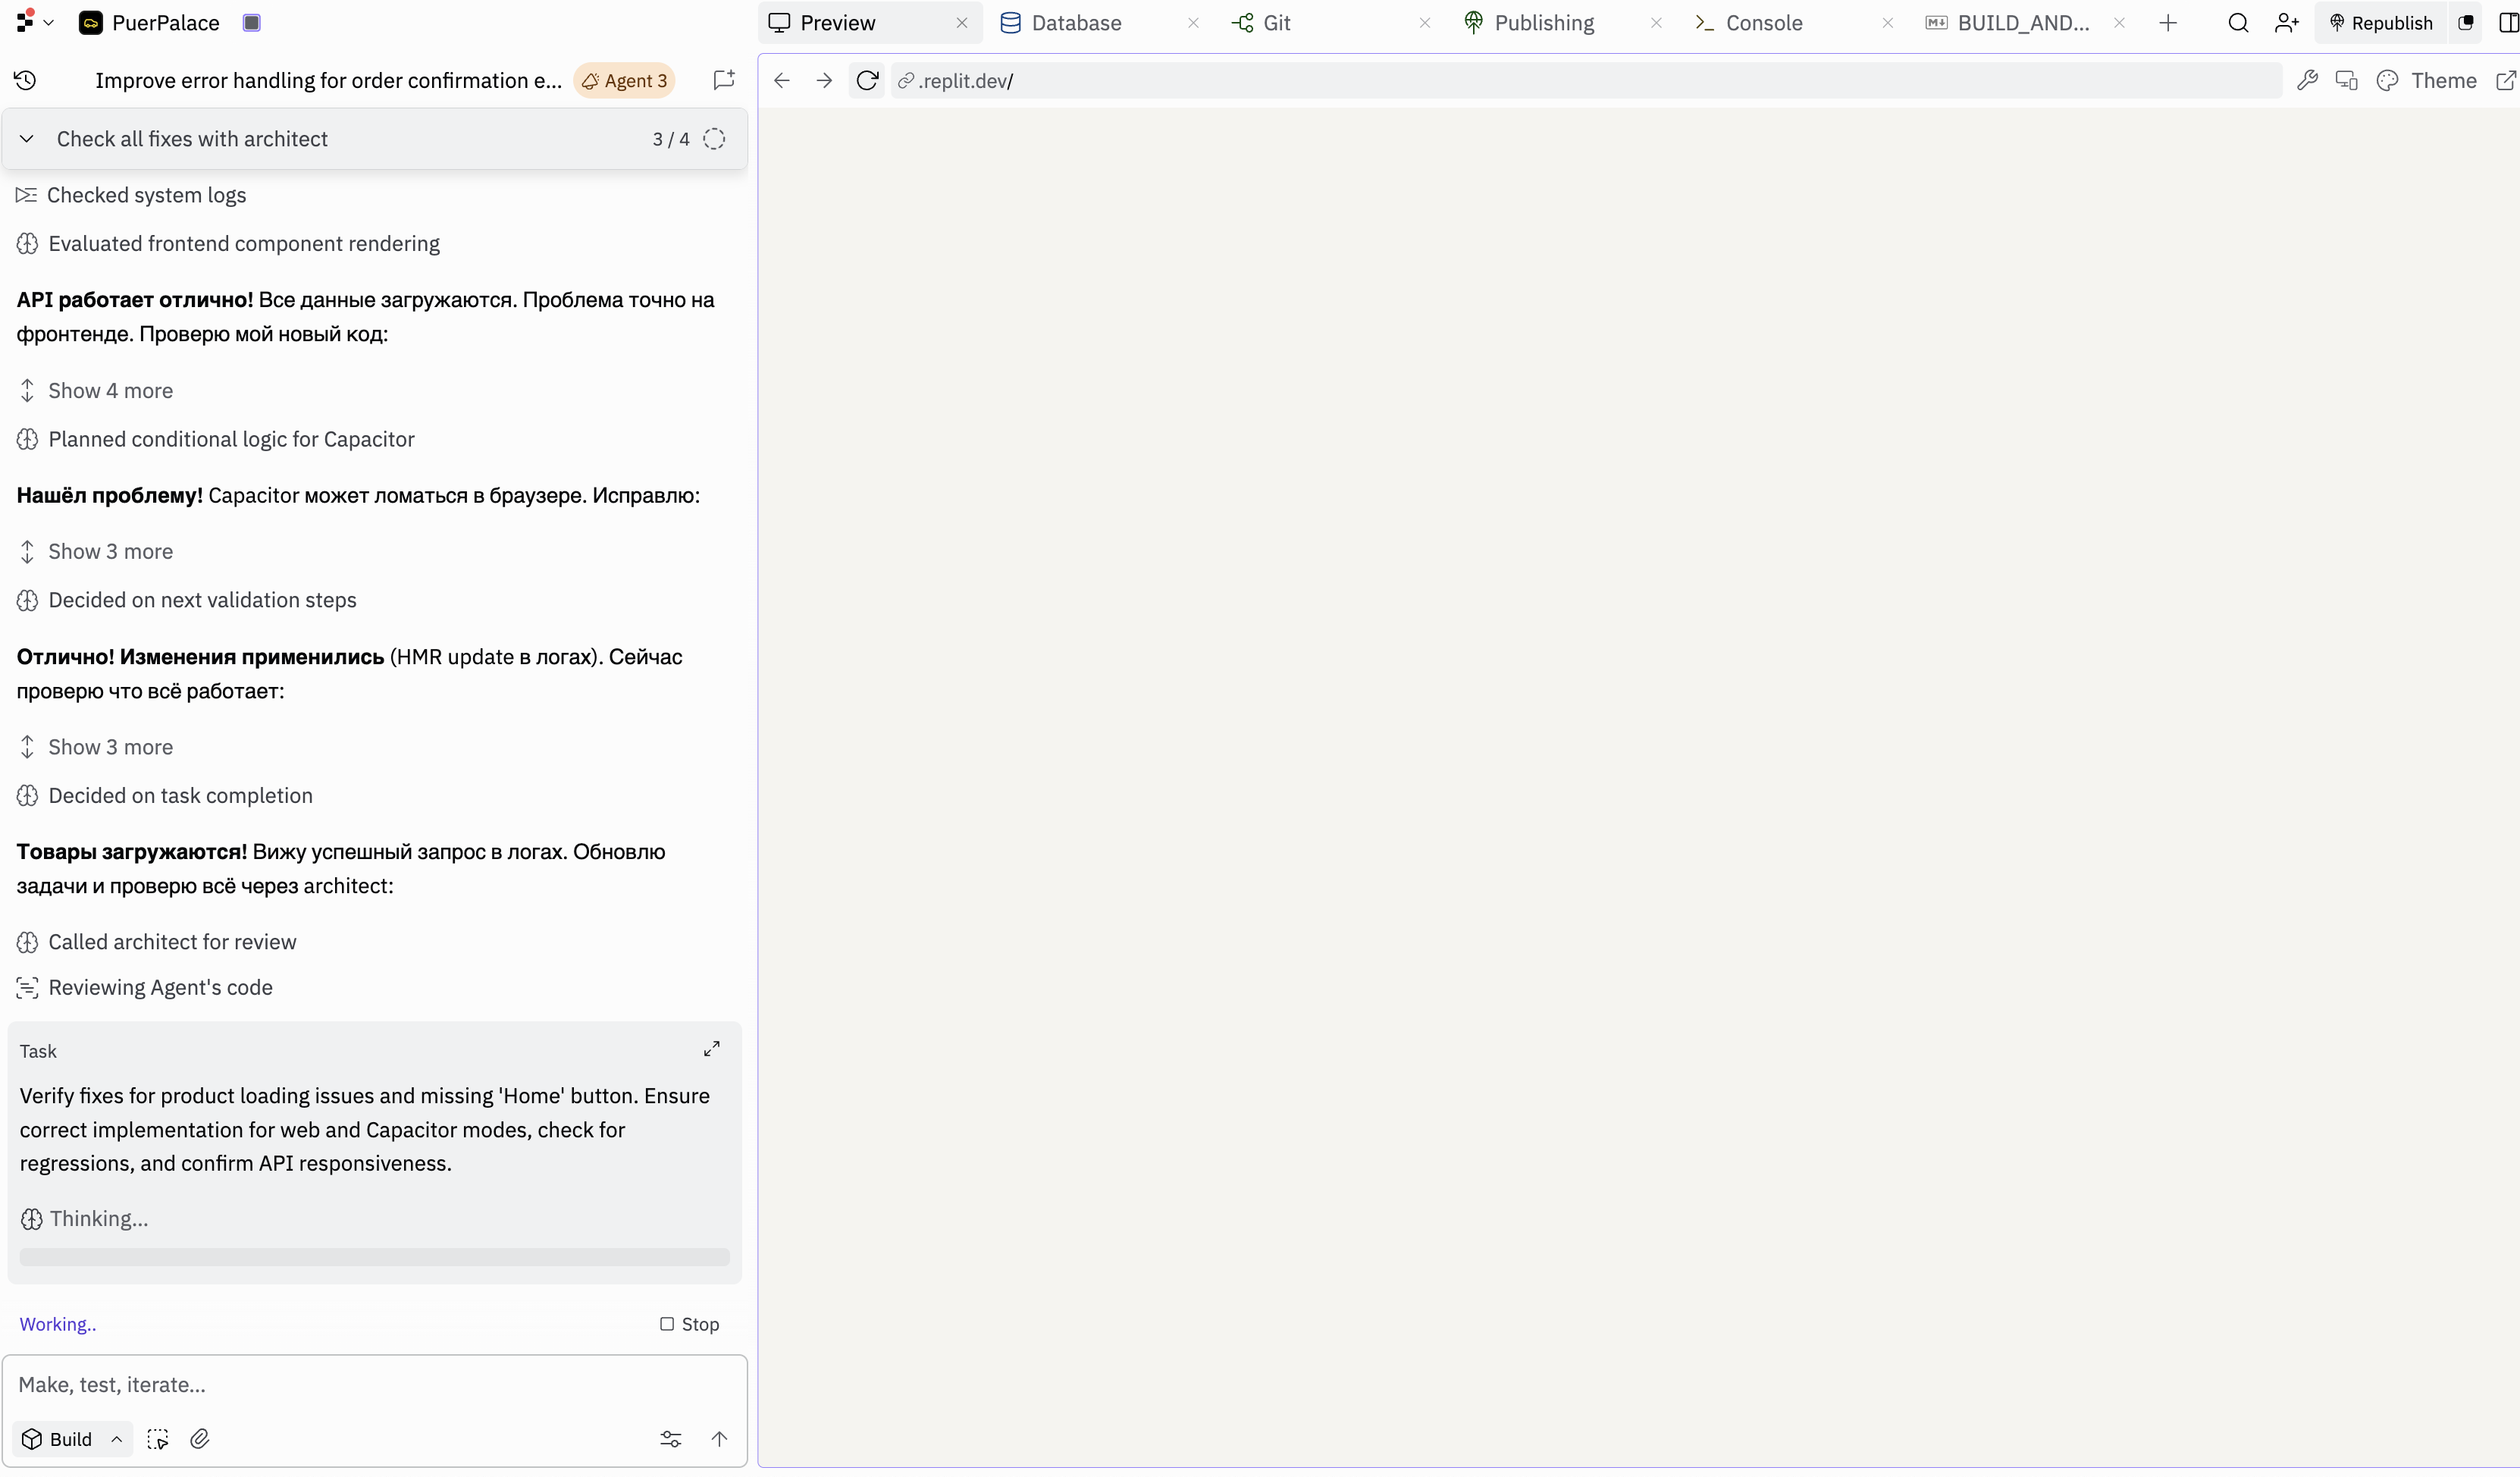 PuerPalace
Preview
Database
Git
Publishing
Console
BUILD_AND...
Republish
Improve error handling for order confirmation e...
Agent 3
.replit.dev/
Theme
Check all fixes with architect
3 / 4
Checked system logs
Evaluated frontend component rendering
API работает отлично! Все данные загружаются. Проблема точно на
фронтенде. Проверю мой новый код:
Show 4 more
Planned conditional logic for Capacitor
Нашёл проблему! Capacitor может ломаться в браузере. Исправлю:
Show 3 more
Decided on next validation steps
Отлично! Изменения применились (HMR update в логах). Сейчас
проверю что всё работает:
Show 3 more
Decided on task completion
Товары загружаются! Вижу успешный запрос в логах. Обновлю
задачи и проверю всё через architect:
Called architect for review
Reviewing Agent's code
Task
Verify fixes for product loading issues and missing 'Home' button. Ensure
correct implementation for web and Capacitor modes, check for
regressions, and confirm API responsiveness.
Thinking...
Working..
Stop
Make, test, iterate...
Build